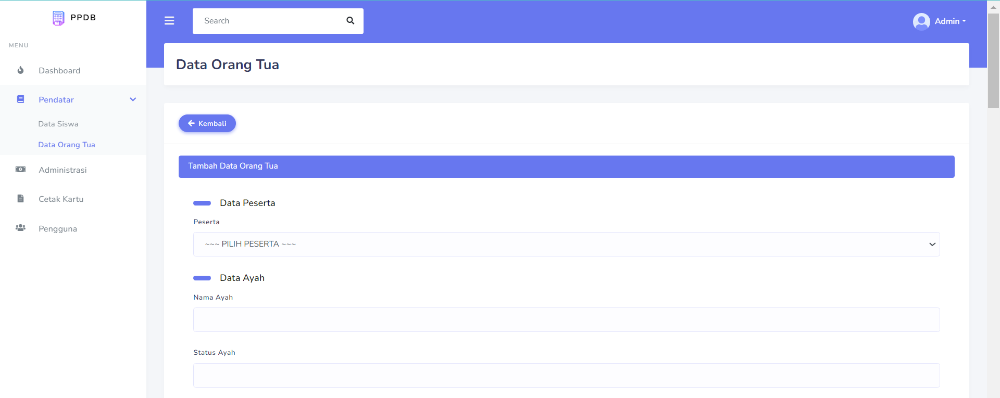 PPDB
MENU
Dashboard
Pendatar
Data Siswa
Data Orang Tua
Administrasi
Cetak Kartu
Pengguna
Search
Admin
Data Orang Tua
Kembali
Tambah Data Orang Tua
Data Peserta
Peserta
~~~ PILIH PESERTA ~~~
Data Ayah
Nama Ayah
Status Ayah